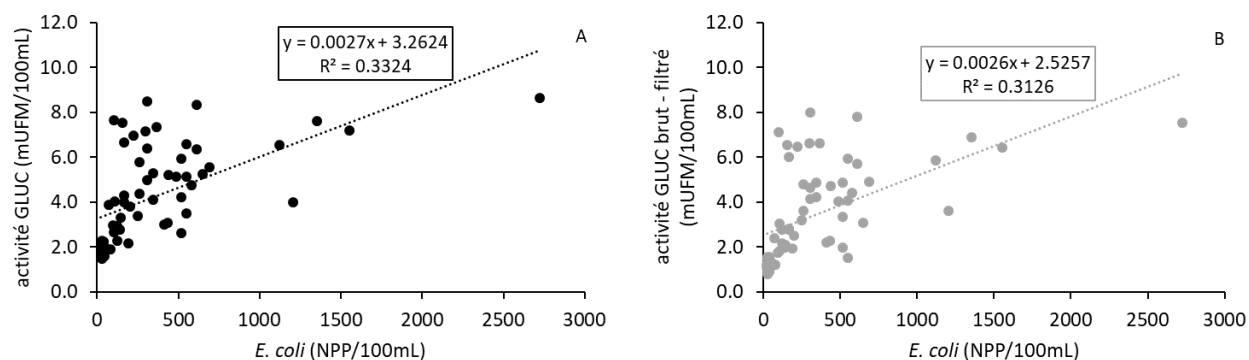 activité GLUC (mUFM/100mL)
12.0
10.0
8.0
6.0
4.0
2.0
0.0
y = 0.0027x + 3.2624
R² = 0.3324
A
0
500
1000
1500
2000
2500
3000
E. coli (NPP/100mL)
activité GLUC brut - filtré
(mUFM/100mL)
12.0
10.0
8.0
6.0
4.0
2.0
0.0
y = 0.0026x + 2.5257
R² = 0.3126
B
0
500
1000
1500
2000
2500
3000
E. coli (NPP/100mL)